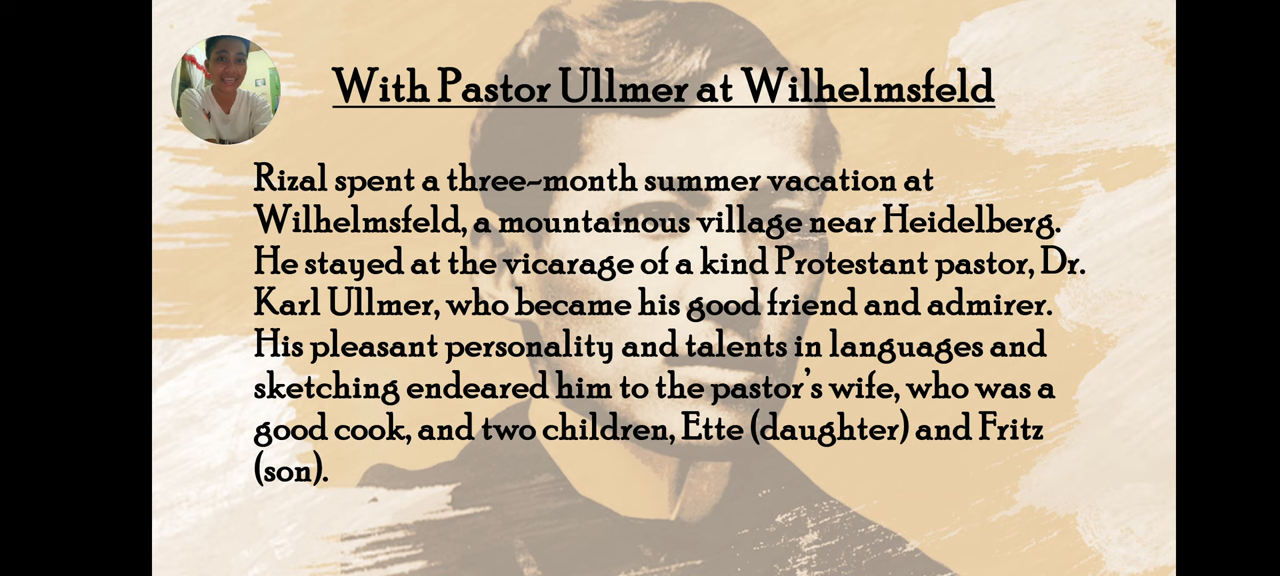 With Pastor Ullmer at Wilhelmsfeld
Rizal spent a three-month summer vacation at
Wilhelmsfeld, a mountainous village near Heidelberg.
He stayed at the vicarage of a kind Protestant pastor, Dr.
Karl Ullmer, who became his good friend and admirer.
His pleasant personality and talents in languages and
sketching endeared him to the pastor's wife, who was a
good cook, and two children, Ette (daughter) and Fritz
(son).